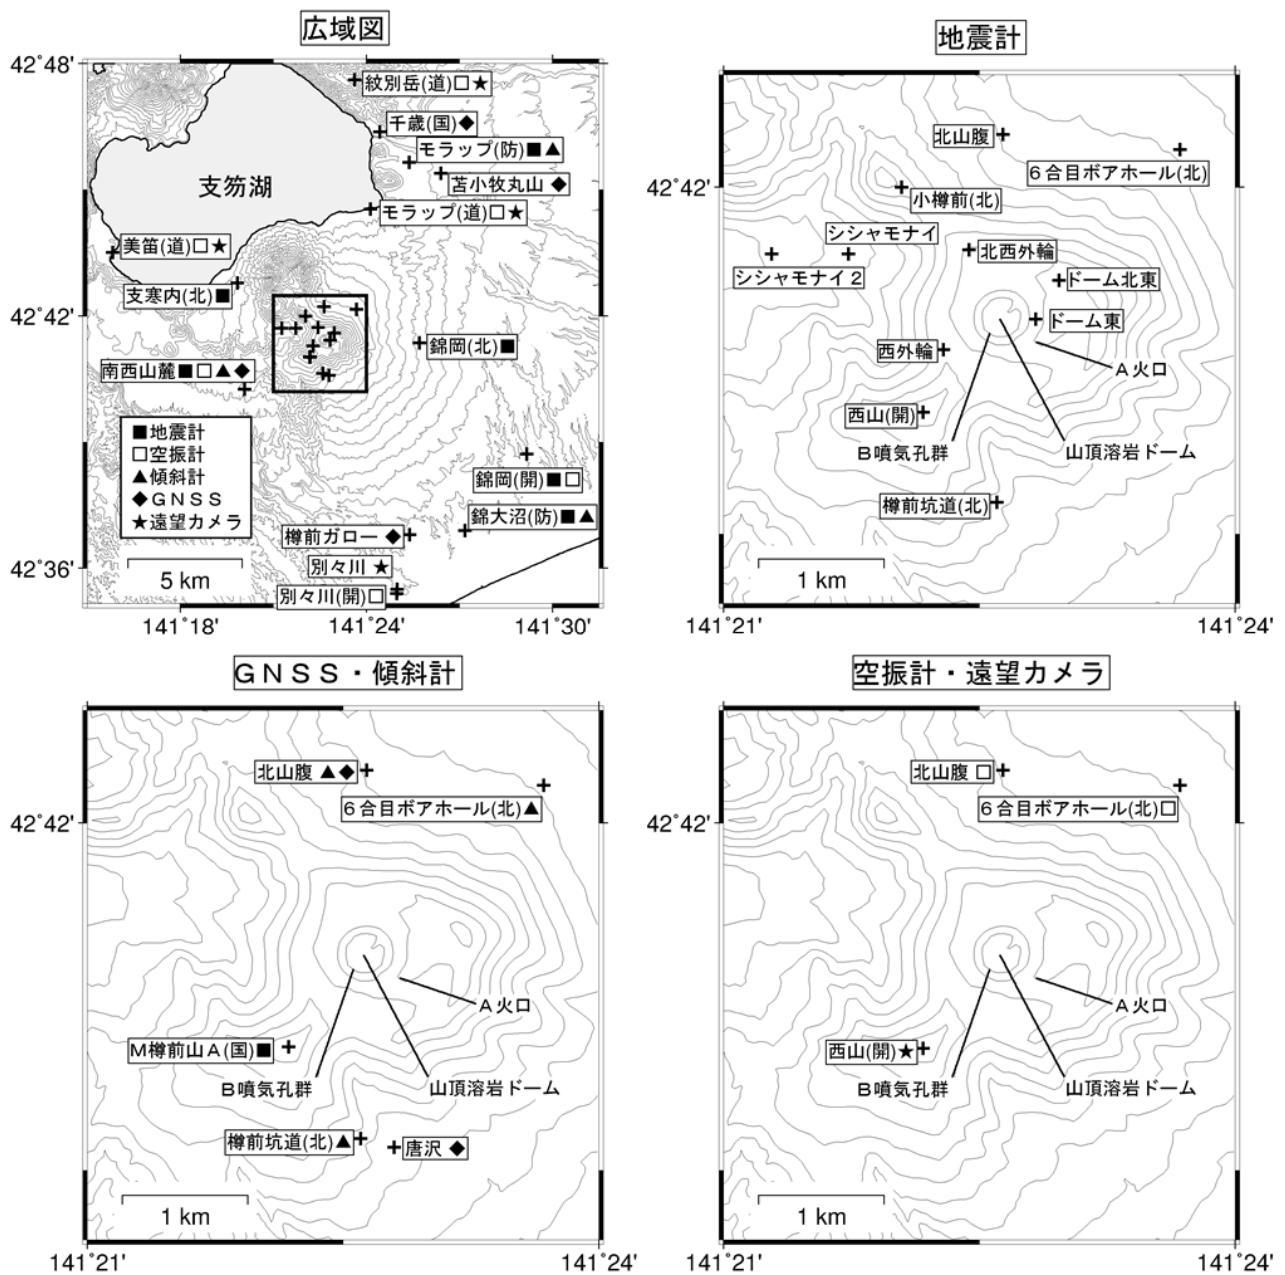 広域図
42°48'
紋別岳(道)□★
千歳(国)◆
モラップ(防)■▲
苫小牧丸山◆
支笏湖
モラップ(道)□★
美笛(道)□★
支寒内(北)■
42°42'
錦岡(北)■
南西山麓■□▲◆
■地震計
□空振計
▲傾斜計
◆GNSS
★遠望カメラ
錦岡(開)■□
錦大沼(防)■▲
樽前ガロー◆
別々川★
別々川(開)□
42°36'
5 km
141°18'
141°24'
141°30'
地震計
北山腹
6合目ボアホール(北)
42°42'
小樽前(北)
シシャモナイ
北西外輪
シシャモナイ2
ドーム北東
ドーム東
西外輪
A火口
西山(開)
B噴気孔群
山頂溶岩ドーム
樽前坑道(北)
1 km
141°21'
141°24'
GNSS・傾斜計
北山腹▲◆
6合目ボアホール(北)▲
42°42'
A火口
M樽前山A(国)■
B噴気孔群
山頂溶岩ドーム
樽前坑道(北)▲
唐沢◆
1 km
141°21'
141°24'
空振計・遠望カメラ
北山腹□
6合目ボアホール(北)□
42°42'
A火口
西山(開)★
B噴気孔群
山頂溶岩ドーム
1 km
141°21'
141°24'